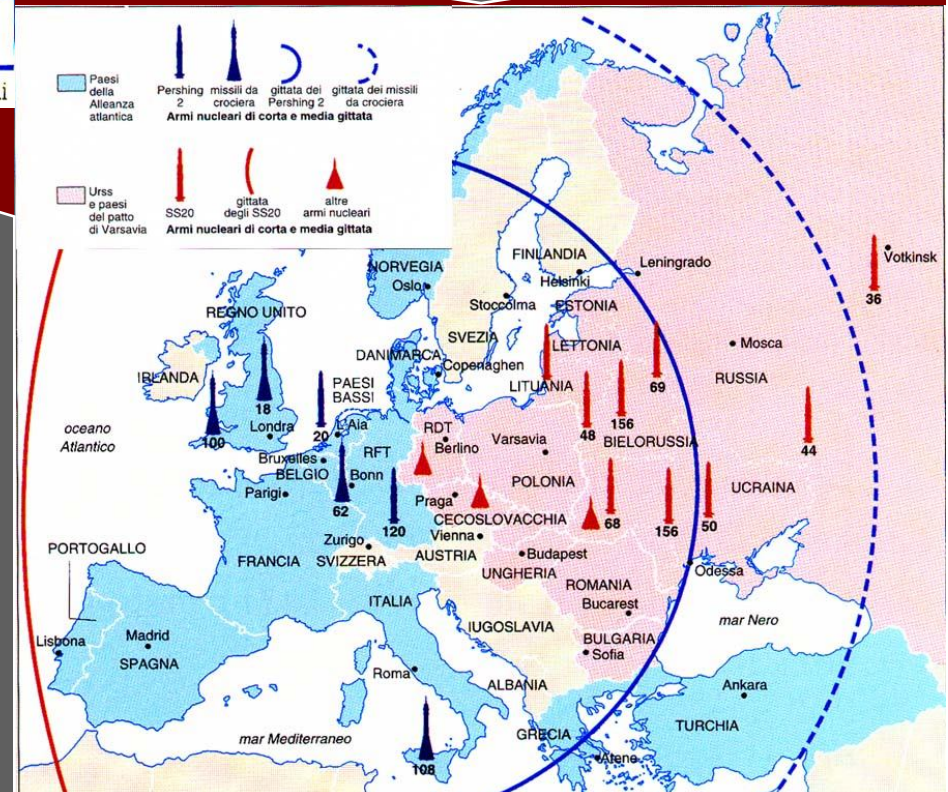 i
Paesi
della
Alleanza
atlantica
Pershing
2
missili da
crociera
gittata dei
Pershing 2
gittata dei missili
da crociera
Armi nucleari di corta e media gittata
Urss
e paesi
del patto
di Varsavia
SS20
gittata
degli SS20
altre
armi nucleari
Armi nucleari di corta e media gittata
NORVEGIA
Oslo
FINLANDIA
Helsinki
Leningrado
Votkinsk
36
Stoccolma
ESTONIA
REGNO UNITO
SVEZIA
LETTONIA
Mosca
DANIMARCA
Copenaghen
IRLANDA
PAESI
BASSI
LITUANIA
69
RUSSIA
18
100
20
L'Aia
48
156
oceano
Atlantico
Londra
RDT
Berlino
Varsavia
BIELORUSSIA
44
Bruxelles
BELGIO
RFT
Bonn
Parigi
62
120
Praga
POLONIA
UCRAINA
CECOSLOVACCHIA
68
156
50
Vienna
Zurigo
SVIZZERA
AUSTRIA
Budapest
UNGHERIA
Odessa
PORTOGALLO
FRANCIA
ROMANIA
Bucarest
ITALIA
IUGOSLAVIA
mar Nero
Lisbona
Madrid
SPAGNA
BULGARIA
Sofia
Roma
ALBANIA
Ankara
TURCHIA
mar Mediterraneo
GRECIA
Atene
108